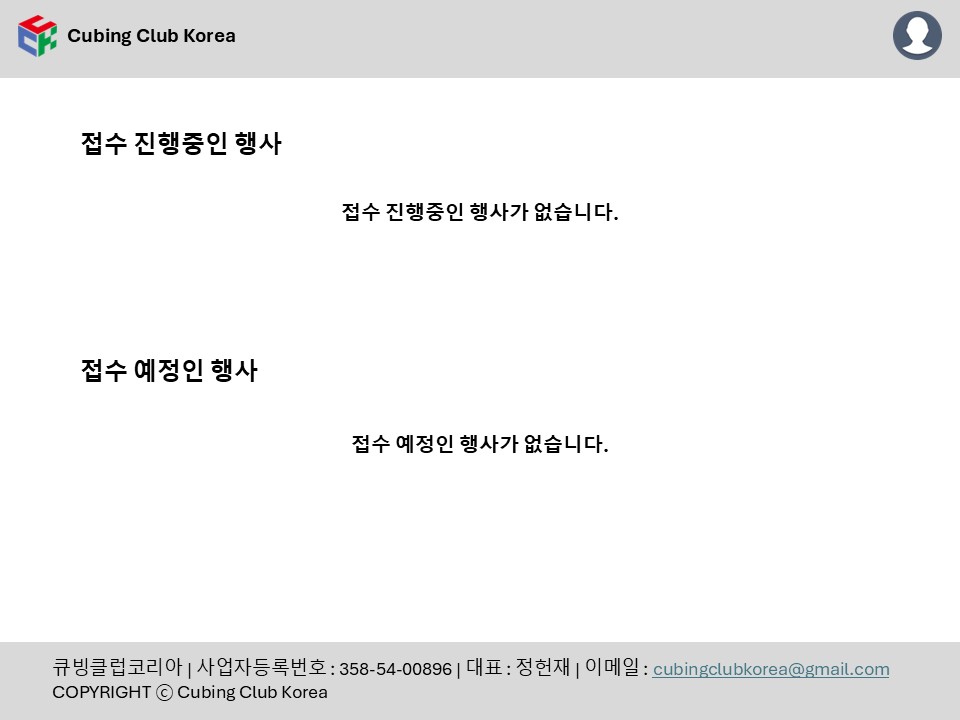 Cubing Club Korea
접수 진행중인 행사
접수 진행중인 행사가 없습니다.
접수 예정인 행사
접수 예정인 행사가 없습니다.
큐빙클럽코리아 | 사업자등록번호 : 358-54-00896 | 대표 : 정헌재 | 이메일 : cubingclubkorea@gmail.com
COPYRIGHT ⓒ Cubing Club Korea